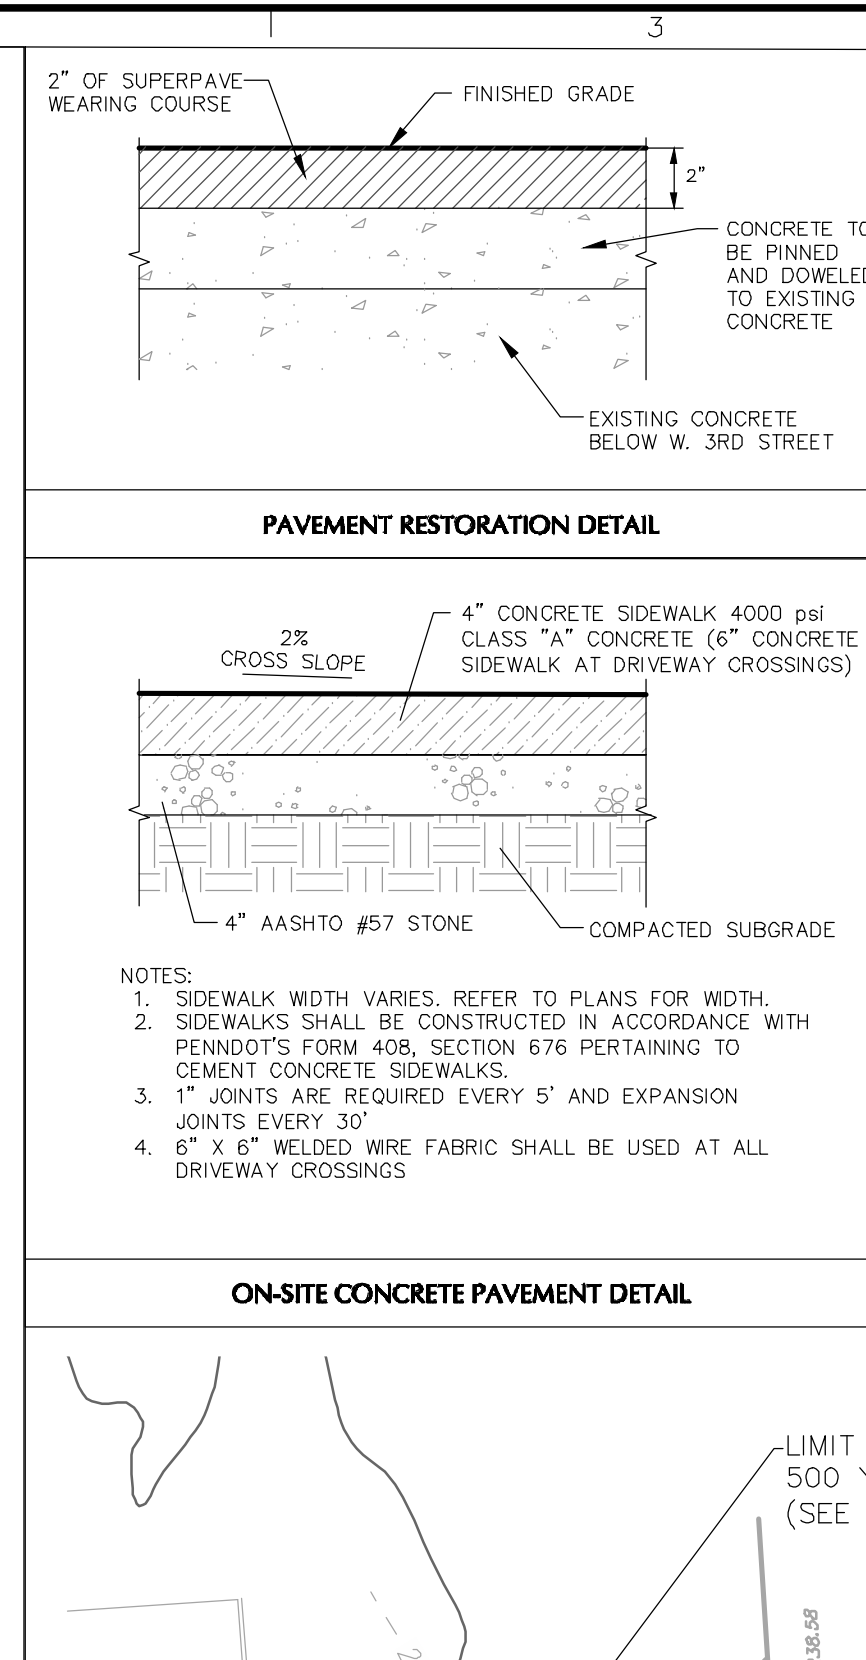 3
2" OF SUPERPAVE
WEARING COURSE
FINISHED GRADE
2"
CONCRETE TO
BE PINNED
AND DOWELED
TO EXISTING
CONCRETE
EXISTING CONCRETE
BELOW W. 3RD STREET
PAVEMENT RESTORATION DETAIL
4" CONCRETE SIDEWALK 4000 psi
CLASS "A" CONCRETE (6" CONCRETE
SIDEWALK AT DRIVEWAY CROSSINGS)
2%
CROSS SLOPE
4" AASHTO #57 STONE
COMPACTED SUBGRADE
NOTES:
1. SIDEWALK WIDTH VARIES. REFER TO PLANS FOR WIDTH.
2. SIDEWALKS SHALL BE CONSTRUCTED IN ACCORDANCE WITH
PENNDOT'S FORM 408, SECTION 676 PERTAINING TO
CEMENT CONCRETE SIDEWALKS.
3. 1" JOINTS ARE REQUIRED EVERY 5' AND EXPANSION
JOINTS EVERY 30'
4. 6" X 6" WELDED WIRE FABRIC SHALL BE USED AT ALL
DRIVEWAY CROSSINGS
ON-SITE CONCRETE PAVEMENT DETAIL
LIMIT
500
(SEE
38.58